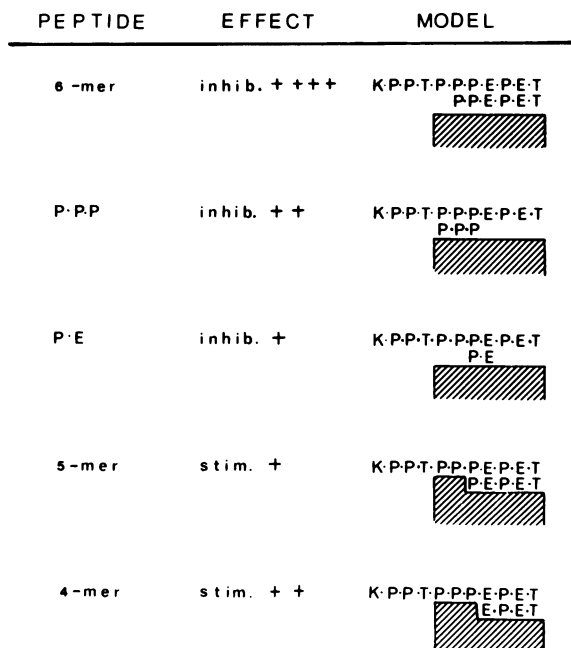 PEPTIDE EFFECT MODEL
6-mer inhib. + +++ K·P·P·T·P·P·P·E·P·E·T
P·P·E·P·E·T
P·P·P inhib. ++ K·P·P·T·P·P·P·E·P·E·T
P·P·P
P·E inhib. + K·P·P·T·P·P·P·E·P·E·T
P·E
5-mer stim. + K·P·P·T·P·P·P·E·P·E·T
P·E·P·E·T
4-mer stim. + + K·P·P·T·P·P·P·E·P·E·T
E·P·E·T